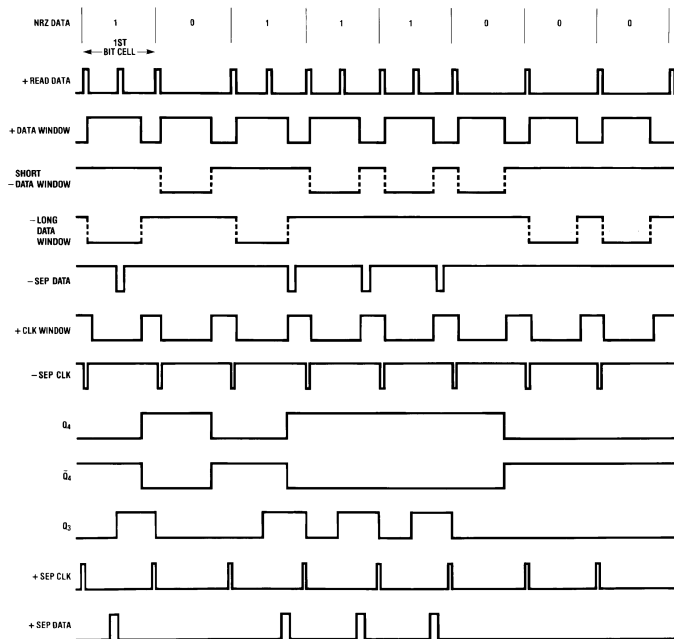 NRZ DATA 1 0 1 1 1 0 0 0
1ST
BIT CELL
+ READ DATA
+ DATA WINDOW
SHORT
− DATA WINDOW
− LONG
DATA
WINDOW
− SEP DATA
+ CLK WINDOW
− SEP CLK
Q4
Q̄4
Q3
+ SEP CLK
+ SEP DATA